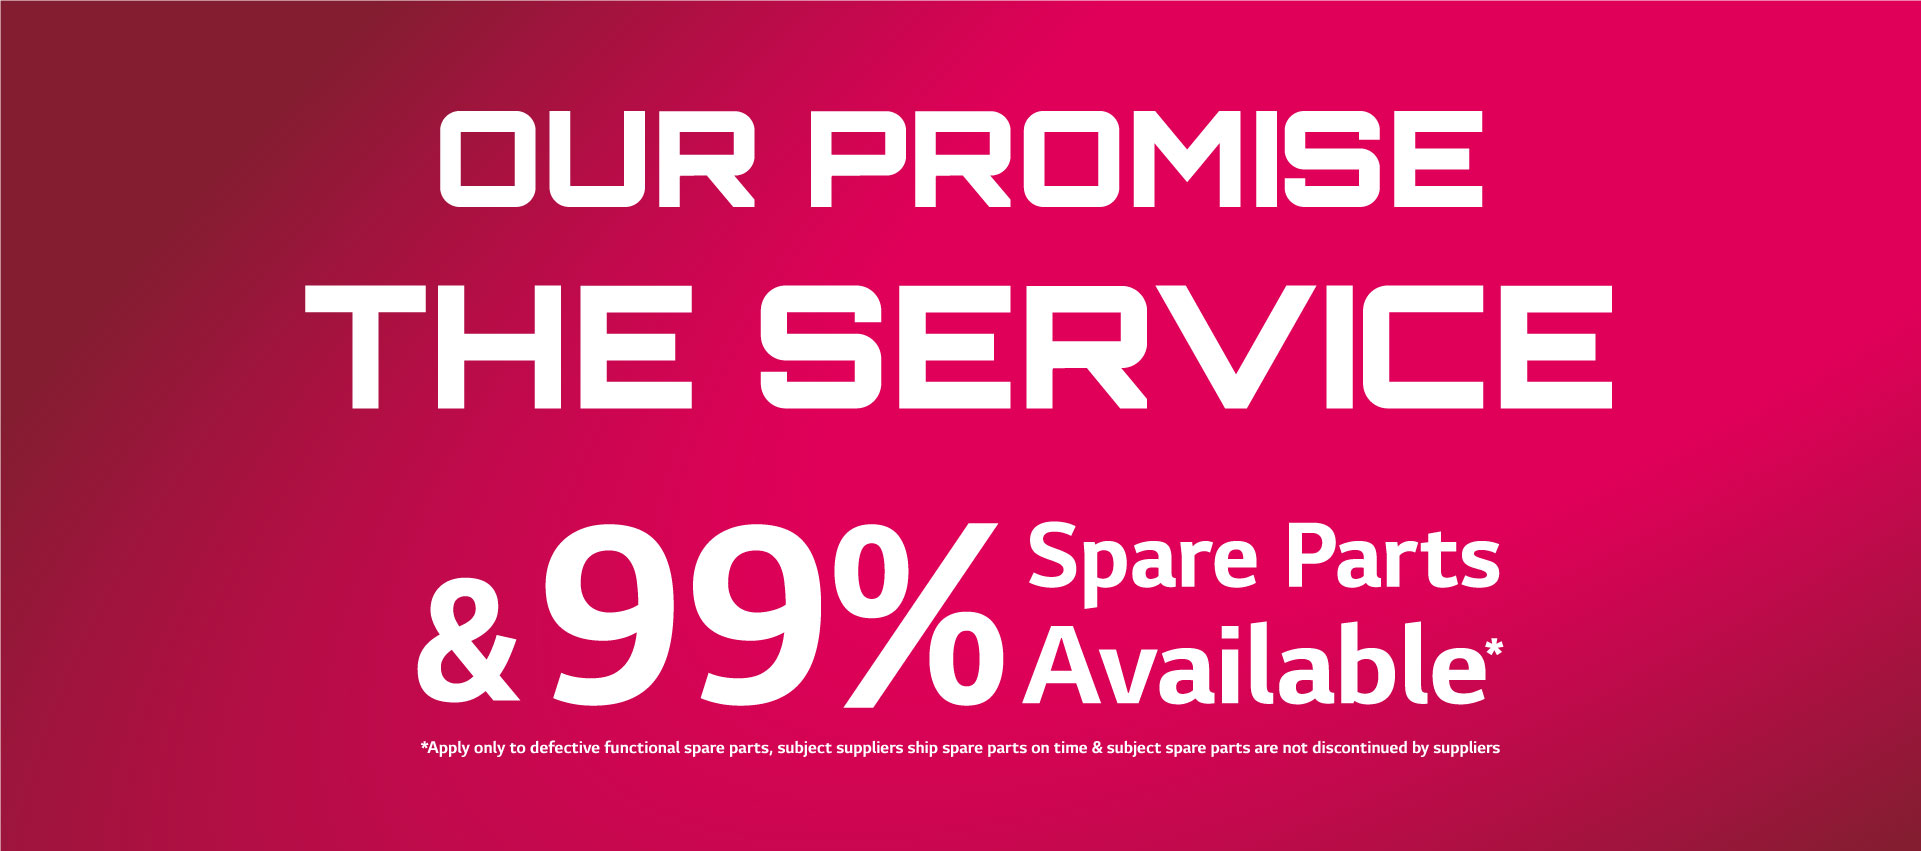 OUR PROMISE
THE SERVICE
& 99% Spare Parts
Available*
*Apply only to defective functional spare parts, subject suppliers ship spare parts on time & subject spare parts are not discontinued by suppliers